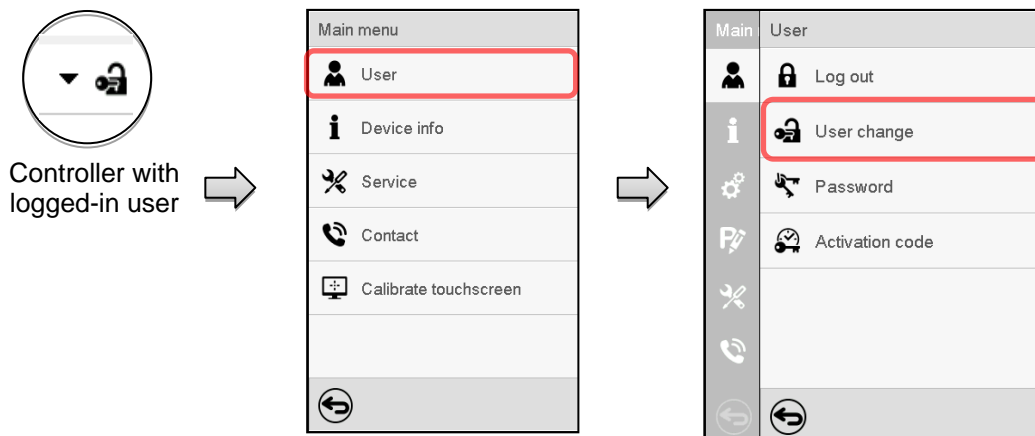 Controller with
logged-in user
Main menu
User
Device info
Service
Contact
Calibrate touchscreen
Main
User
Log out
User change
Password
Activation code